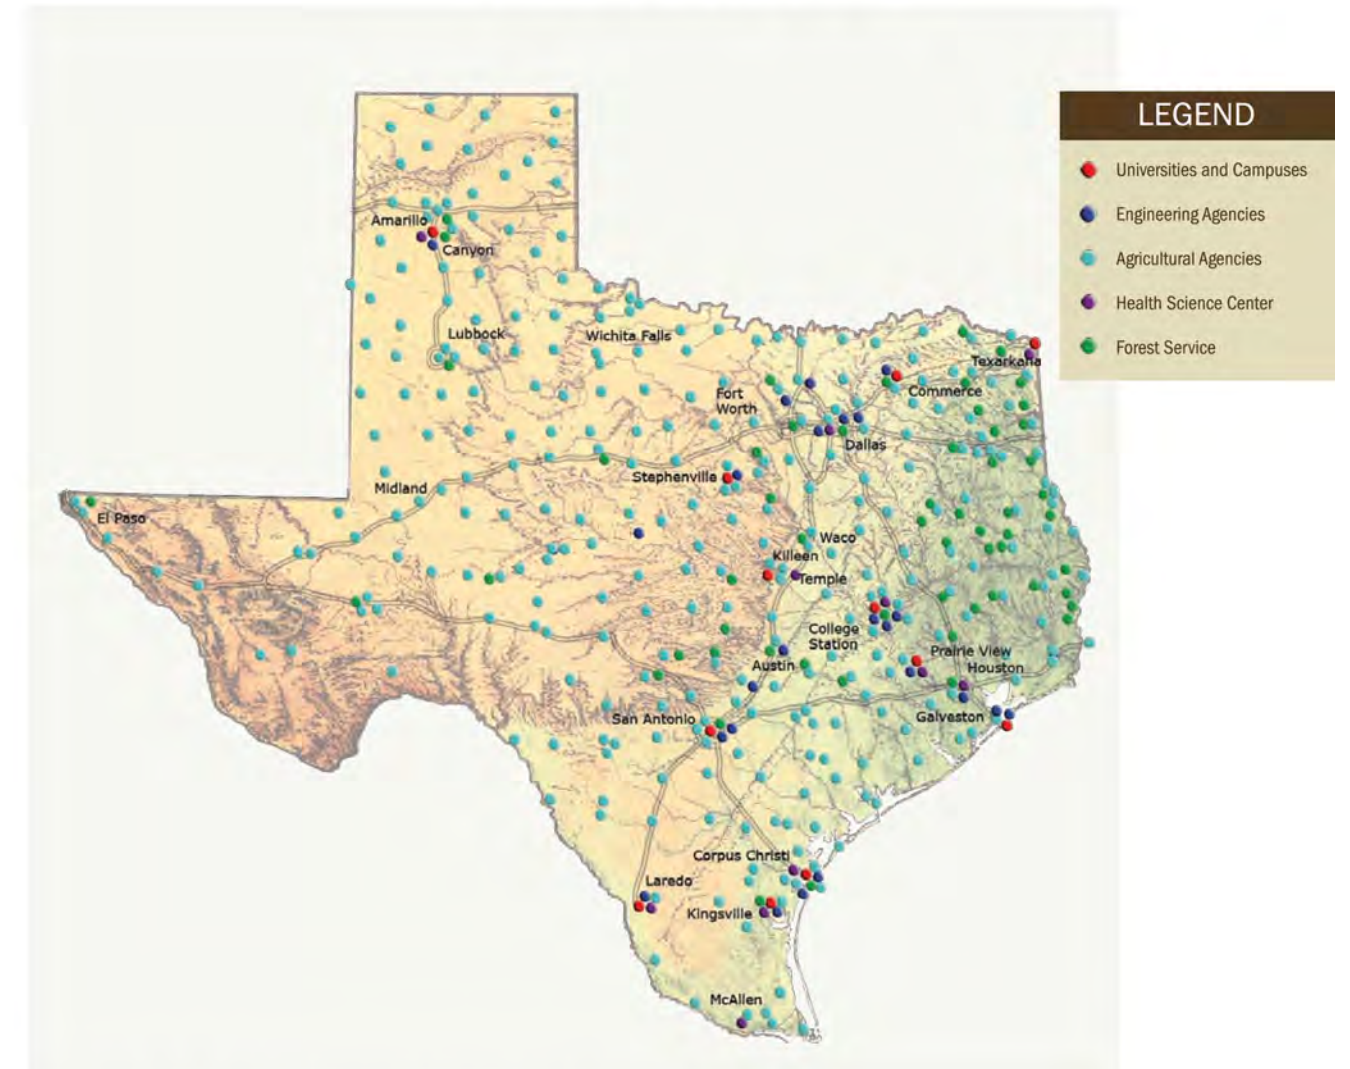 LEGEND
Universities and Campuses
Engineering Agencies
Agricultural Agencies
Health Science Center
Forest Service
Amarillo
Canyon
Lubbock
Wichita Falls
Texarkana
Commerce
Fort
Worth
Dallas
Stephenville
Midland
El Paso
Waco
Killeen
Temple
College
Station
Prairie View
Houston
Austin
San Antonio
Galveston
Corpus Christi
Laredo
Kingsville
McAllen